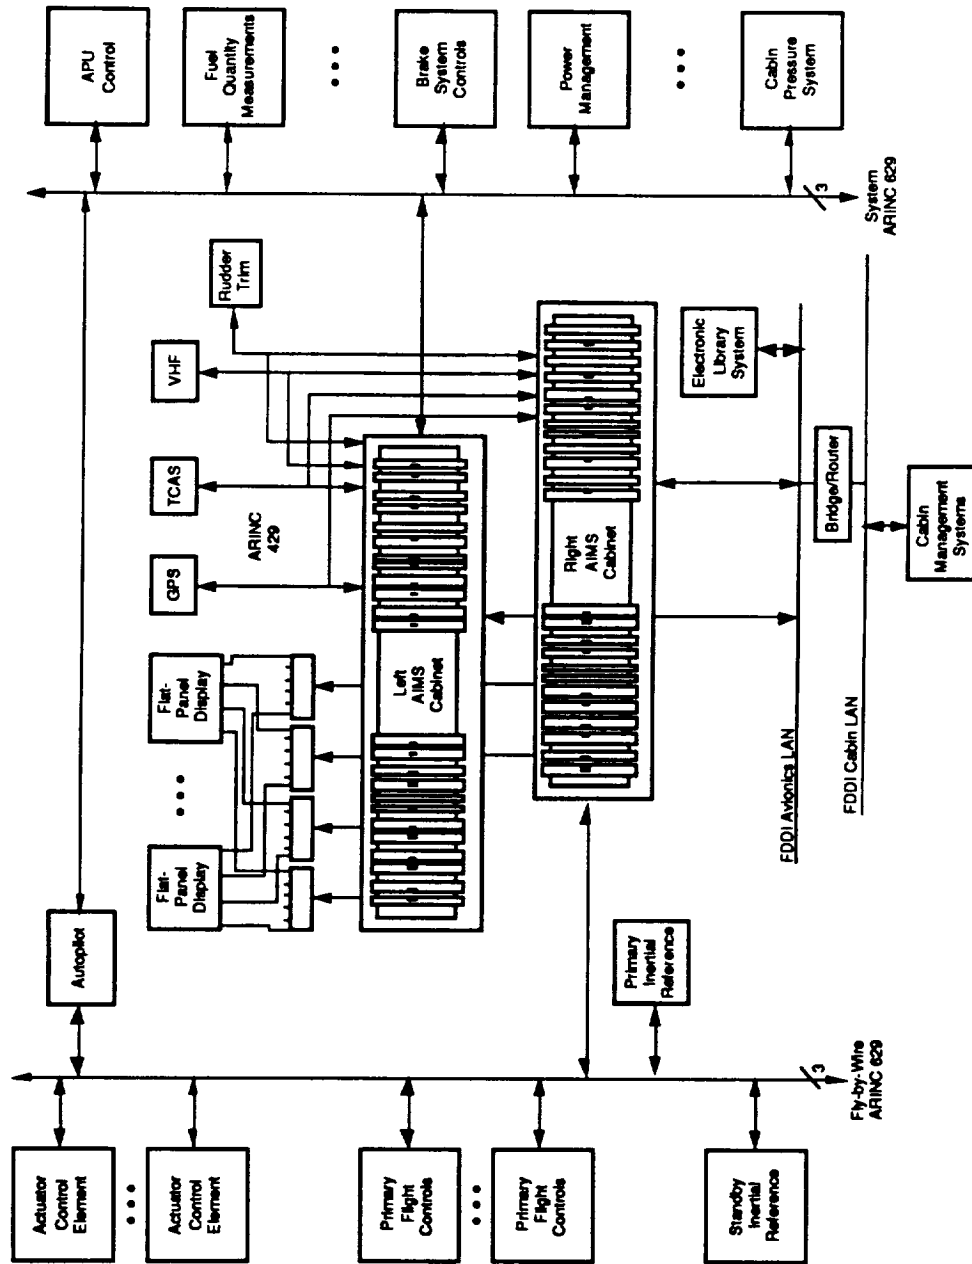 Actuator
Control
Element
Actuator
Control
Element
Primary
Flight
Controls
Primary
Flight
Controls
Standby
Inertial
Reference
3
Fly-by-Wire
ARINC 629
Autopilot
Primary
Inertial
Reference
Flat-
Panel
Display
Flat-
Panel
Display
GPS
TCAS
VHF
Rudder
Trim
ARINC
429
Left
AIMS
Cabinet
Right
AIMS
Cabinet
Electronic
Library
System
FDDI Avionics LAN
Bridge/Router
FDDI Cabin LAN
Cabin
Management
Systems
APU
Control
Fuel
Quantity
Measurements
Brake
System
Controls
Power
Management
Cabin
Pressure
System
3
System
ARINC 629